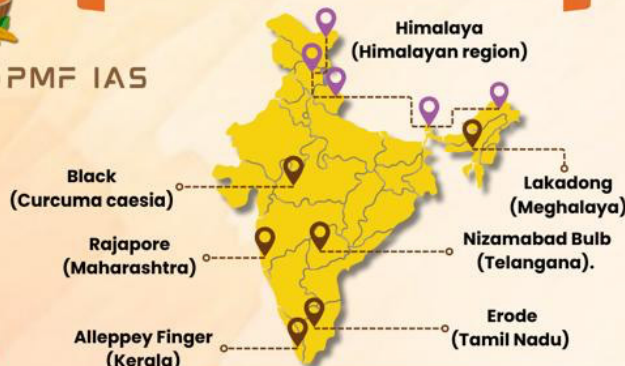 Himalaya
(Himalayan region)
PMF IAS
Black
(Curcuma caesia)
Lakadong
(Meghalaya)
Rajapore
(Maharashtra)
Nizamabad Bulb
(Telangana).
Erode
(Tamil Nadu)
Alleppey Finger
(Kerala)